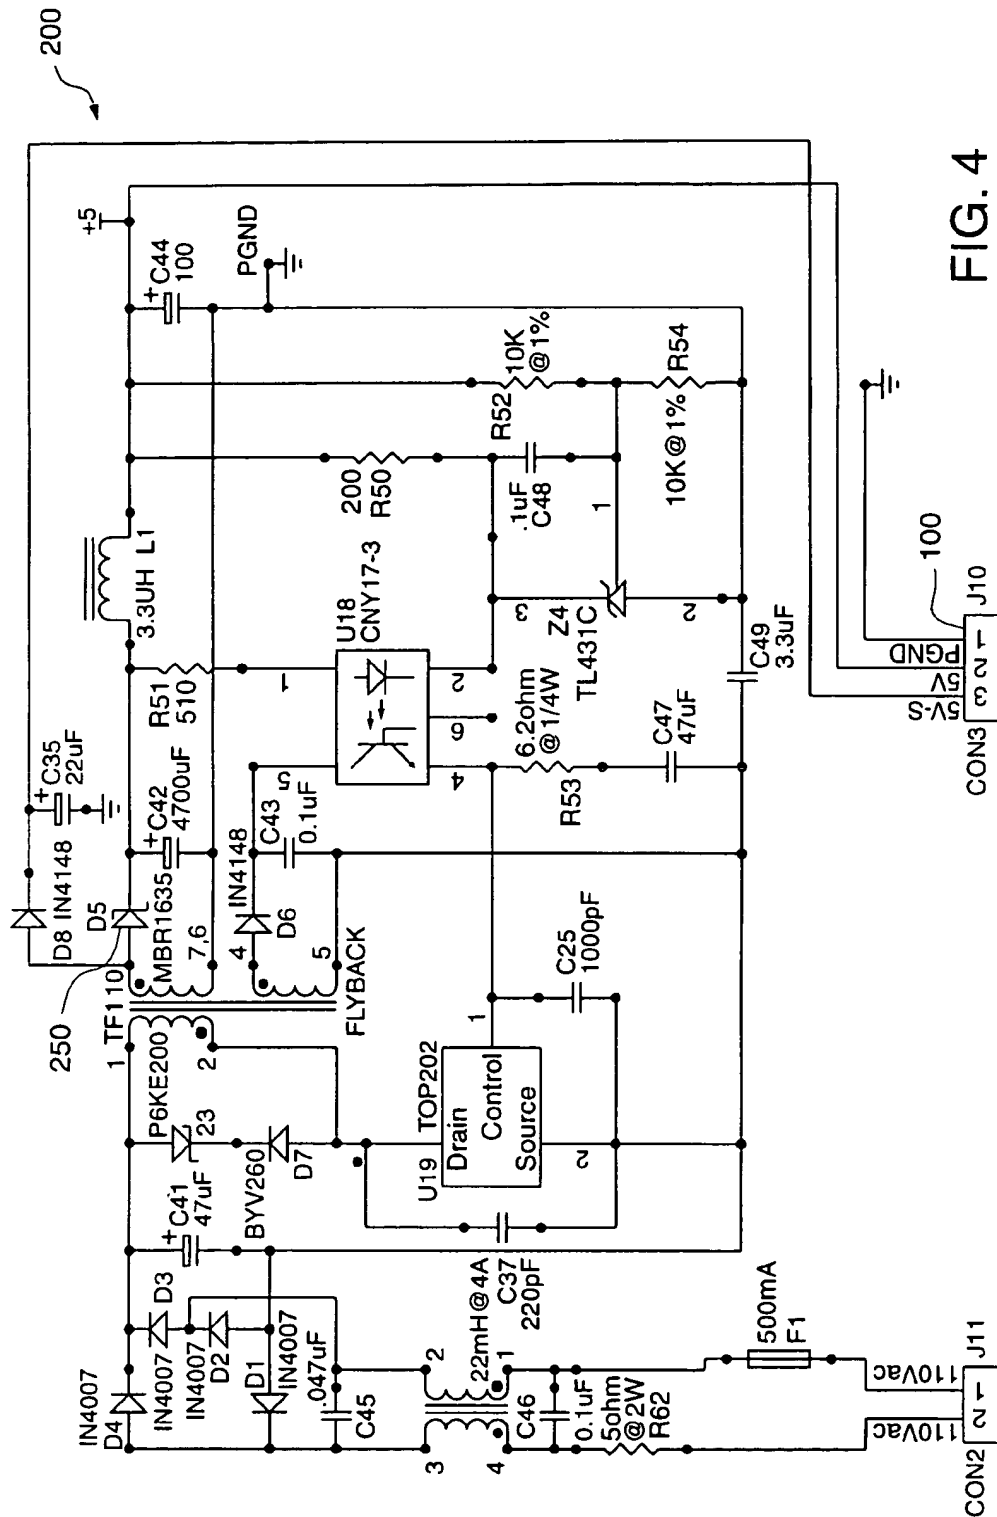 200
+5
C44
100
PGND
10K
@1%
R52
R54
10K@1%
200
R50
.1uF
C48
1
L1
3.3UH
U18
CNY17-3
R51
510
1
2
3
Z4
TL431C
2
6
5
4
6.2ohm
@1/4W
R53
C47
47uF
C49
3.3uF
C35
22uF
C42
4700uF
C43
0.1uF
IN4148
D6
D8 IN4148
D5
MBR1635
7,6
4
5
FLYBACK
250
TF110
1
2
P6KE200
23
D7
BYV260
C41
47uF
U19
TOP202
Drain
Control
Source
1
2
C25
1000pF
C37
220pF
IN4007
D4
D3
IN4007
IN4007
D2
D1
IN4007
.047uF
C45
22mH@4A
2
1
3
4
C46
0.1uF
5ohm
@2W
R62
500mA
F1
110Vac
110Vac
1
2
J11
CON2
100
J10
1
2
3
PGND
5V
5V-S
CON3
FIG. 4